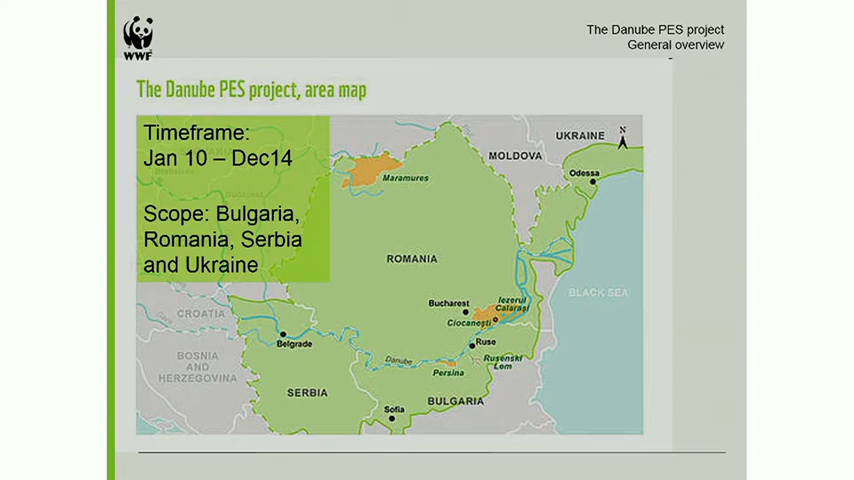 WWF
The Danube PES project
General overview
The Danube PES project, area map
Timeframe:
Jan 10 – Dec14
Scope: Bulgaria,
Romania, Serbia
and Ukraine
N
UKRAINE
MOLDOVA
Odessa
Maramures
ROMANIA
BLACK SEA
Bucharest
Iezerul
Calarași
Ciocanești
CROATIA
Belgrade
Ruse
BOSNIA
AND
HERZEGOVINA
Danube
Rusenski
Lom
Persina
SERBIA
BULGARIA
Sofia